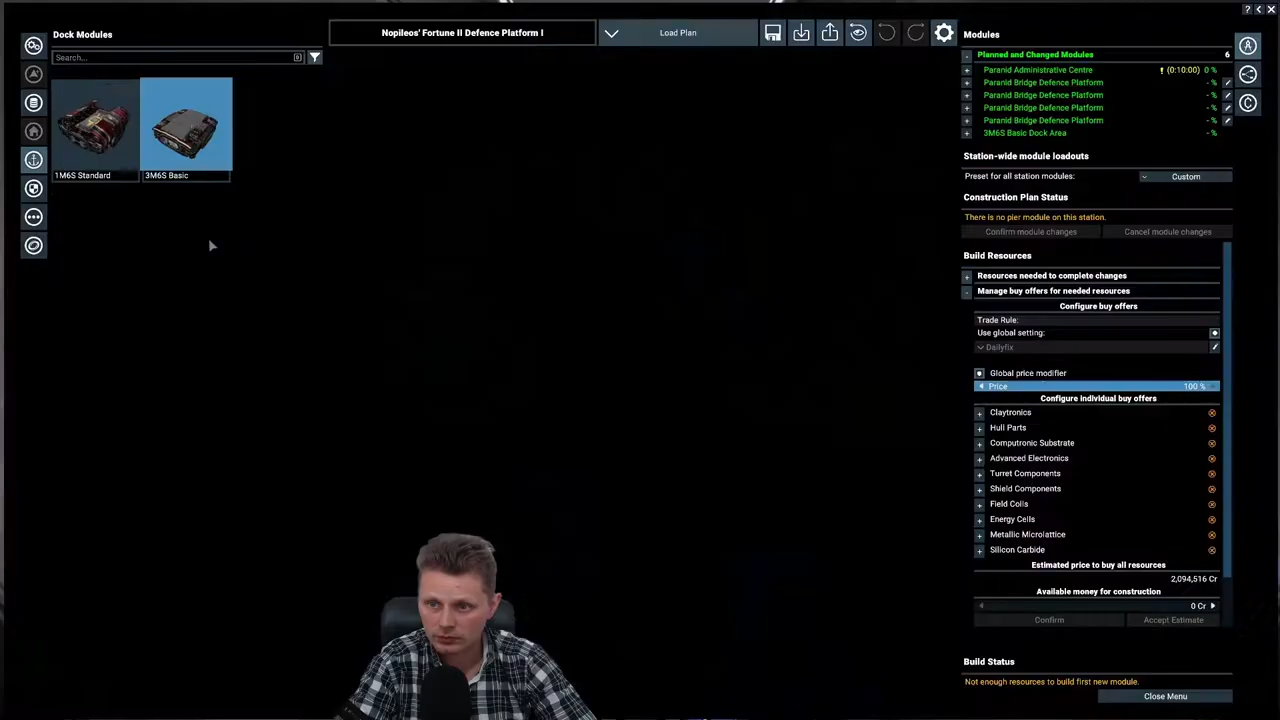 Dock Modules
Search...
1M6S Standard
3M6S Basic
Nopileos' Fortune II Defence Platform I
Load Plan
Modules
Planned and Changed Modules 6
Paranid Administrative Centre ! (0:10:00) 0 %
Paranid Bridge Defence Platform - %
Paranid Bridge Defence Platform - %
Paranid Bridge Defence Platform - %
Paranid Bridge Defence Platform - %
3M6S Basic Dock Area - %
Station-wide module loadouts
Preset for all station modules: Custom
Construction Plan Status
There is no pier module on this station.
Confirm module changes Cancel module changes
Build Resources
Resources needed to complete changes
Manage buy offers for needed resources
Configure buy offers
Trade Rule:
Use global setting:
Dailyfix
Global price modifier
Price 100 %
Configure individual buy offers
Claytronics
Hull Parts
Computronic Substrate
Advanced Electronics
Turret Components
Shield Components
Field Coils
Energy Cells
Metallic Microlattice
Silicon Carbide
Estimated price to buy all resources
2,094,516 Cr
Available money for construction
0 Cr
Confirm Accept Estimate
Build Status
Not enough resources to build first new module.
Close Menu